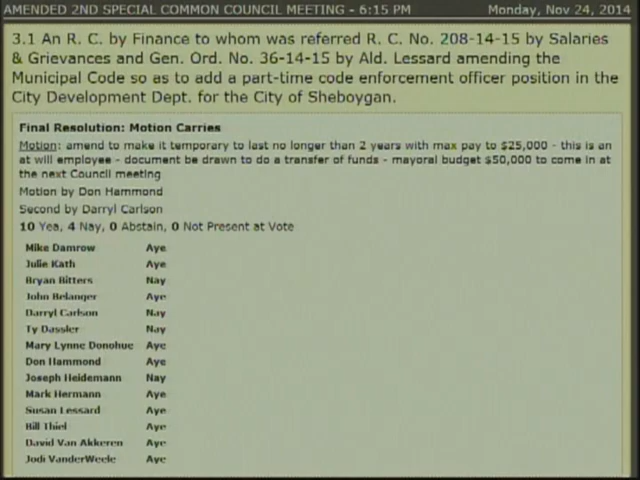 AMENDED 2ND SPECIAL COMMON COUNCIL MEETING - 6:15 PM Monday, Nov 24, 2014
3.1 An R. C. by Finance to whom was referred R. C. No. 208-14-15 by Salaries
& Grievances and Gen. Ord. No. 36-14-15 by Ald. Lessard amending the
Municipal Code so as to add a part-time code enforcement officer position in the
City Development Dept. for the City of Sheboygan.
Final Resolution: Motion Carries
Motion: amend to make it temporary to last no longer than 2 years with max pay to $25,000 - this is an
at will employee - document be drawn to do a transfer of funds - mayoral budget $50,000 to come in at
the next Council meeting
Motion by Don Hammond
Second by Darryl Carlson
10 Yea, 4 Nay, 0 Abstain, 0 Not Present at Vote
Mike Damrow Aye
Julie Kath Aye
Bryan Bitters Nay
John Belanger Aye
Darryl Carlson Nay
Ty Dassler Nay
Mary Lynne Donohue Aye
Don Hammond Aye
Joseph Heidemann Nay
Mark Hermann Aye
Susan Lessard Aye
Bill Thiel Aye
David Van Akkeren Aye
Jodi VanderWeele Aye